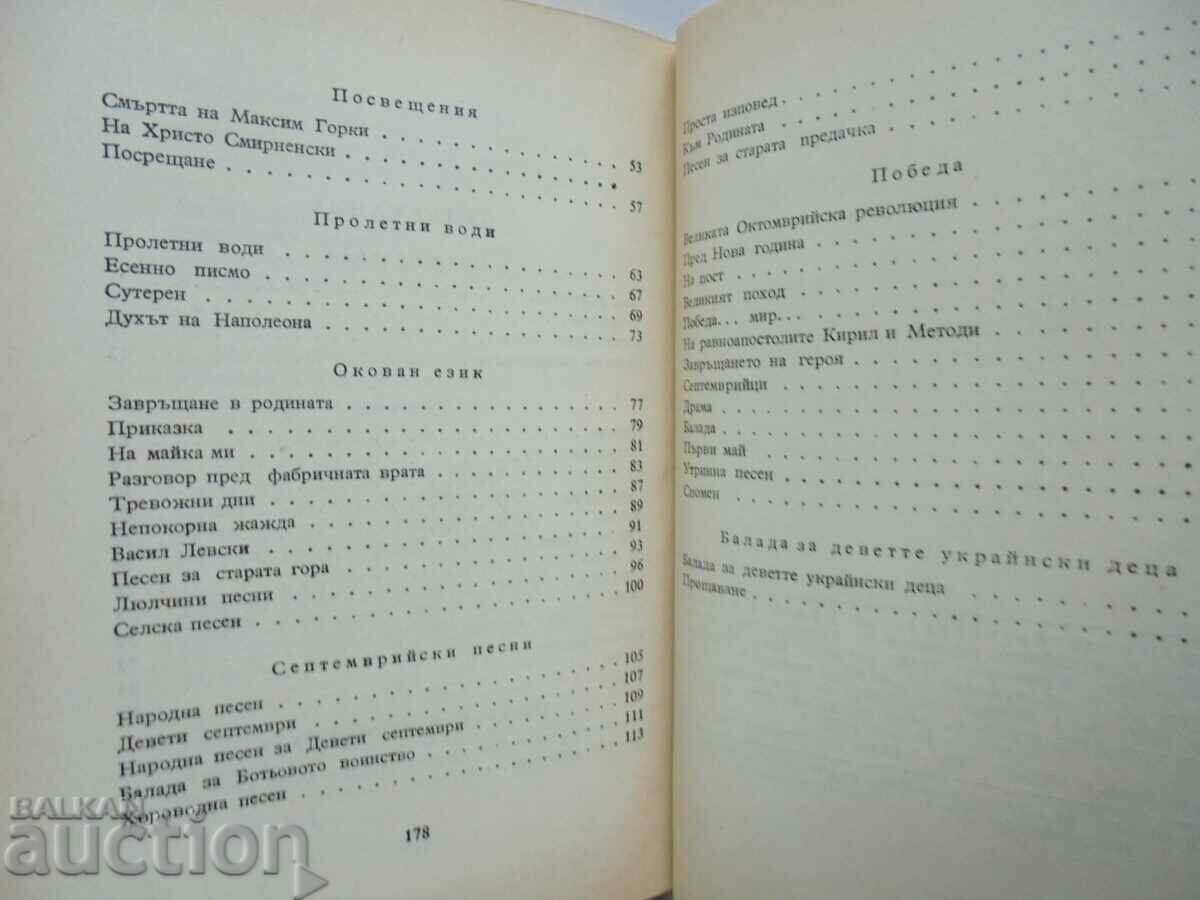 Посвещения
Смъртта на Максим Горки . . . . . . . . . 53
На Христо Смирненски . . . . . . . . . .
Посрещане . . . . . . . . . . . . . . 57
Пролетни води
Пролетни води . . . . . . . . . . . . 63
Есенно писмо . . . . . . . . . . . . . 67
Сутерен . . . . . . . . . . . . . . . 69
Духът на Наполеона . . . . . . . . . . . 73
Окован език
Завръщане в родината . . . . . . . . . . 77
Приказка . . . . . . . . . . . . . . 79
На майка ми . . . . . . . . . . . . . 81
Разговор пред фабричната врата . . . . . . . 83
Тревожни дни . . . . . . . . . . . . . 87
Непокорна жажда . . . . . . . . . . . . 89
Васил Левски . . . . . . . . . . . . . 91
Песен за старата гора . . . . . . . . . . 93
Люлчини песни . . . . . . . . . . . . 96
Селска песен . . . . . . . . . . . . . 100
Септемврийски песни
Народна песен . . . . . . . . . . . . 105
Девети септември . . . . . . . . . . . 107
Народна песен за Девети септември . . . . . . 109
Балада за Ботьовото воинство . . . . . . . . 111
Хороводна песен . . . . . . . . . . . . 113
178
Проста изповед . . . . . . . . . . . .
Към Родината . . . . . . . . . . . . .
Песен за старата предачка . . . . . . . . .
Победа
Великата Октомврийска революция . . . . . . .
Пред Нова година . . . . . . . . . . . .
На пост . . . . . . . . . . . . . . .
Великият поход . . . . . . . . . . . .
Победа... мир... . . . . . . . . . . . .
На равноапостолите Кирил и Методи . . . . . .
Завръщането на героя . . . . . . . . . .
Септемврийци . . . . . . . . . . . . .
Драма . . . . . . . . . . . . . . .
Балада . . . . . . . . . . . . . . .
Първи май . . . . . . . . . . . . . .
Утринна песен . . . . . . . . . . . . .
Спомен . . . . . . . . . . . . . . .
Балада за деветте украйнски деца
Балада за деветте украйнски деца . . . . . .
Прощаване . . . . . . . . . . . . . .
BALKAN
auction